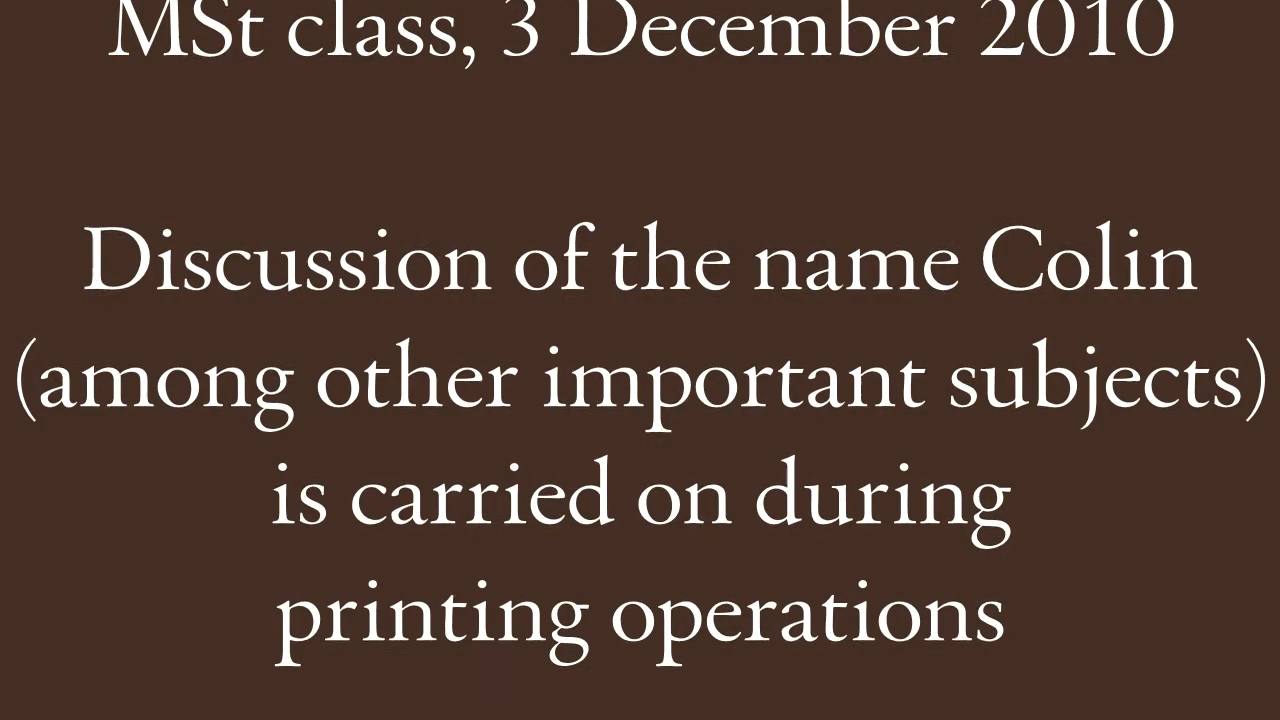 MSt class, 3 December 2010
Discussion of the name Colin
(among other important subjects)
is carried on during
printing operations